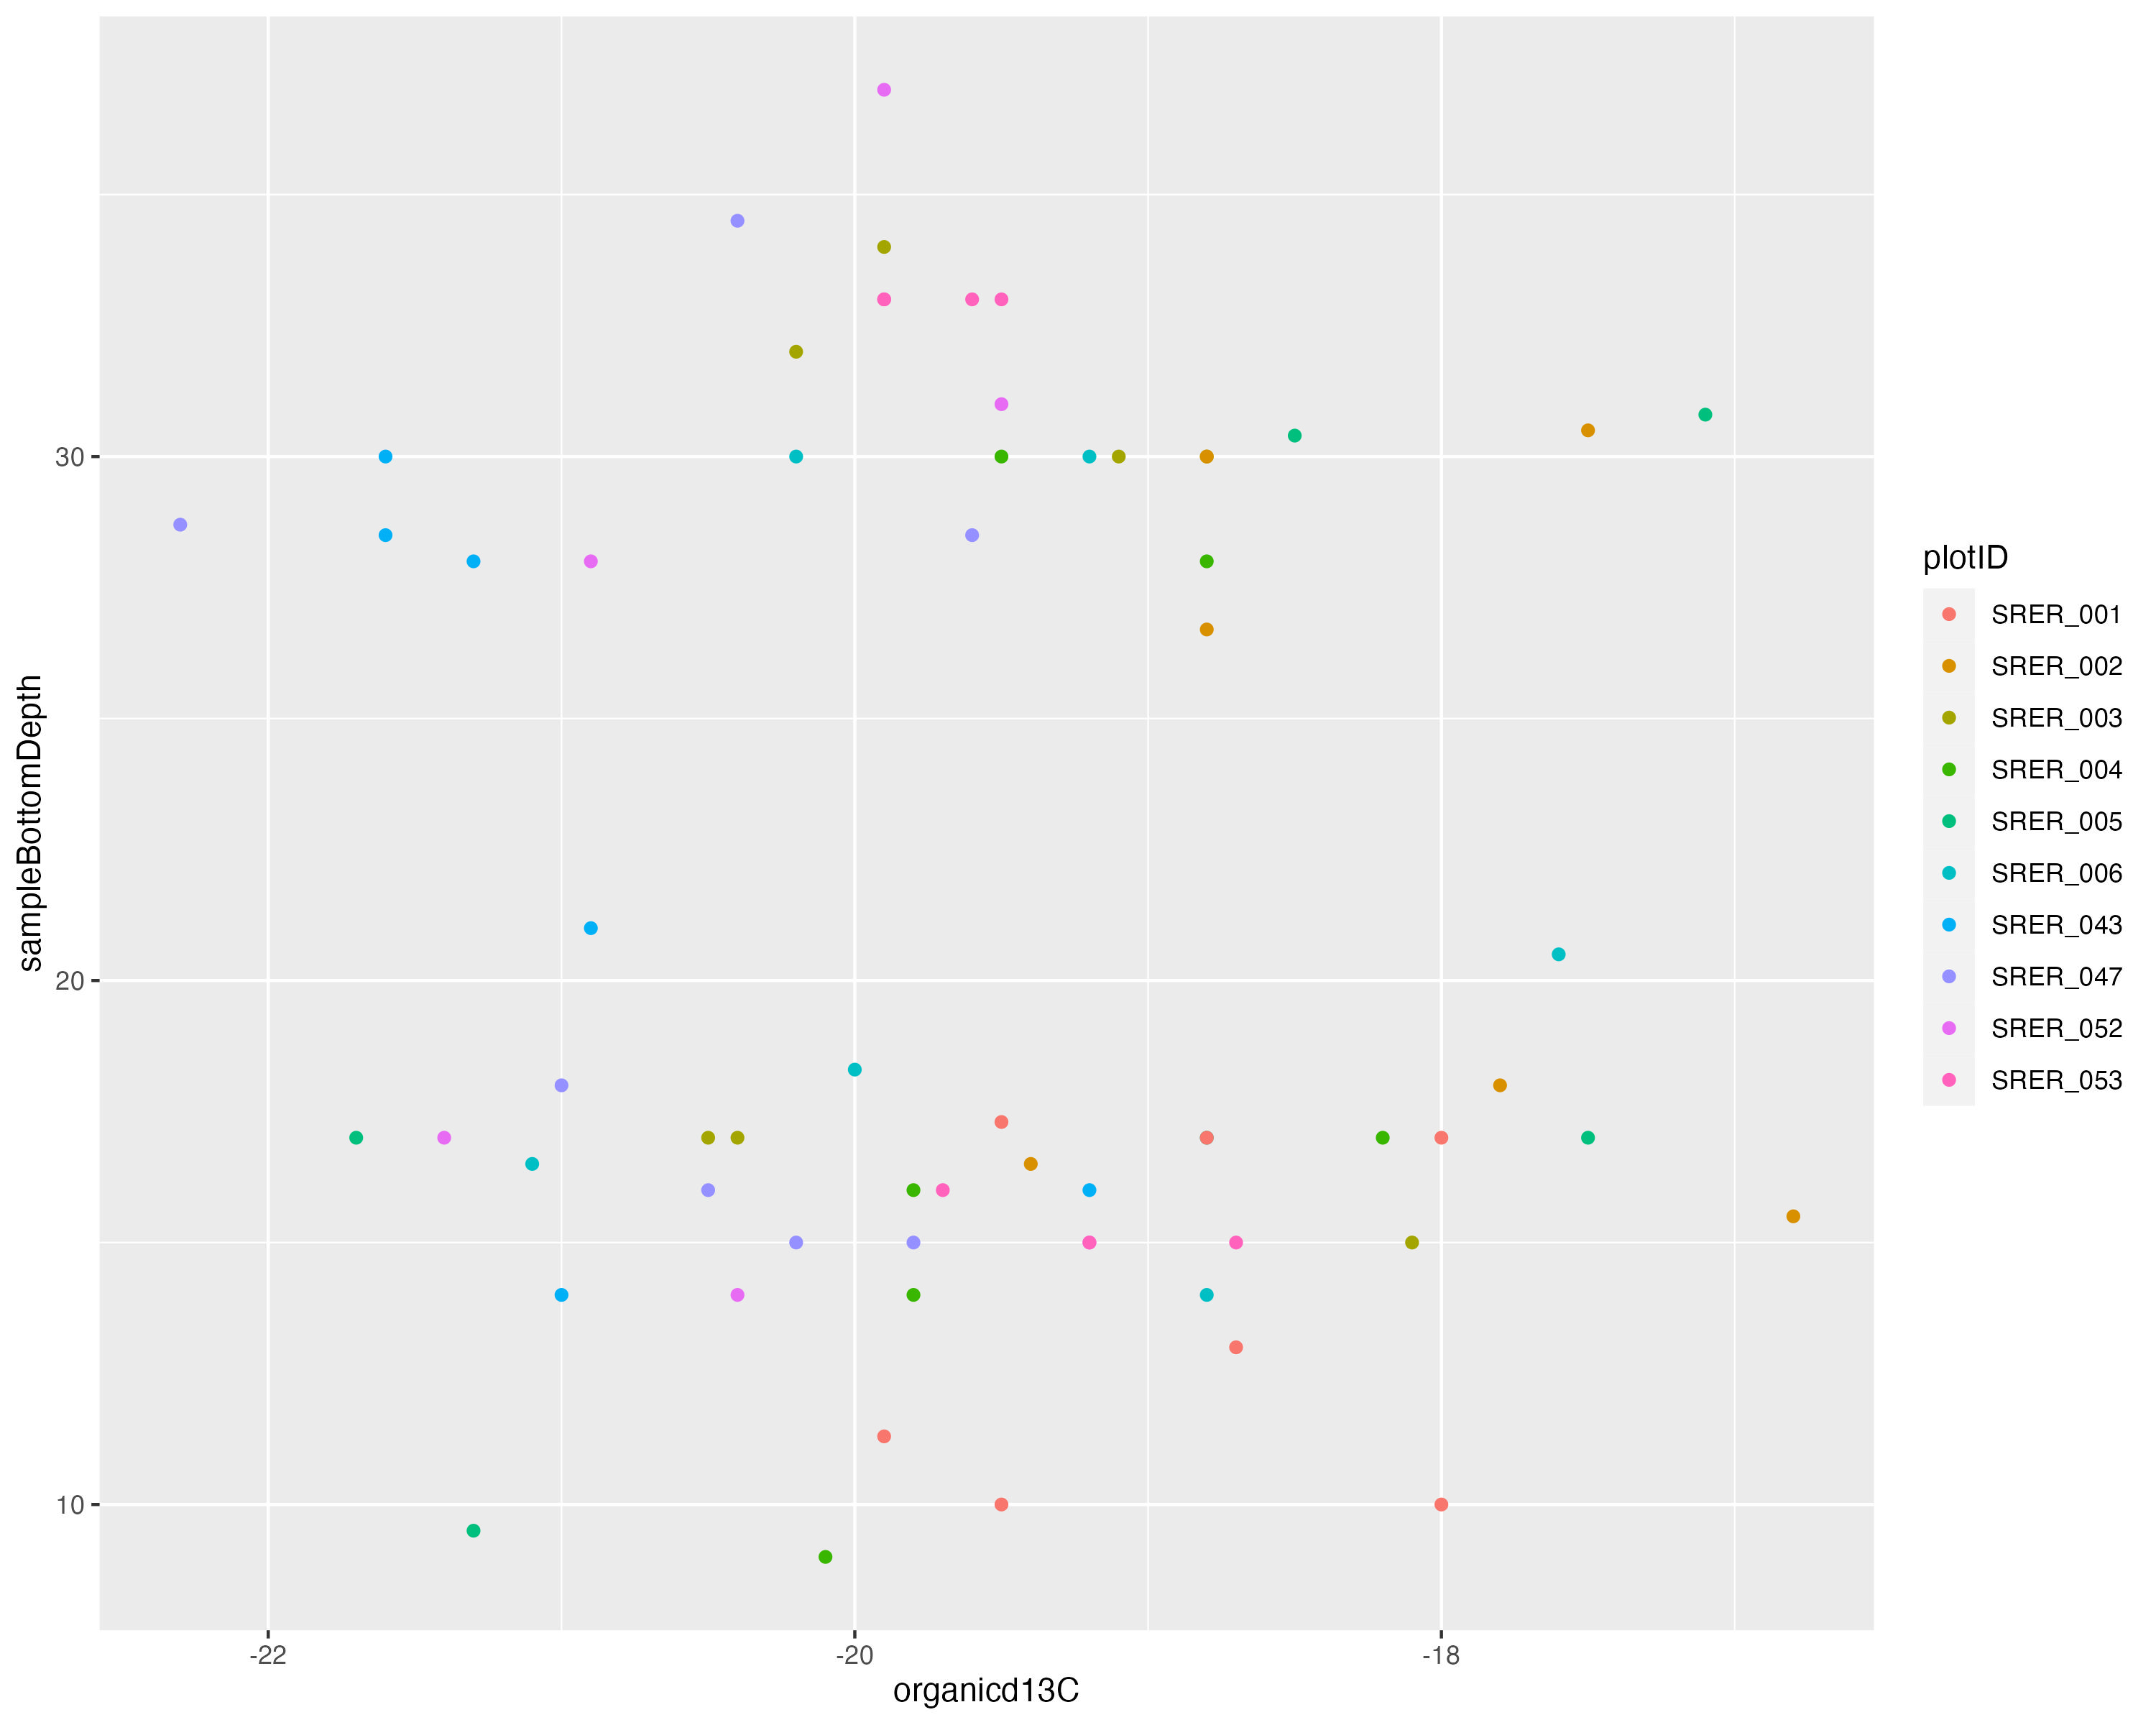 sampleBottomDepth
30
20
10
-22
-20
-18
organicd13C
plotID
SRER_001
SRER_002
SRER_003
SRER_004
SRER_005
SRER_006
SRER_043
SRER_047
SRER_052
SRER_053